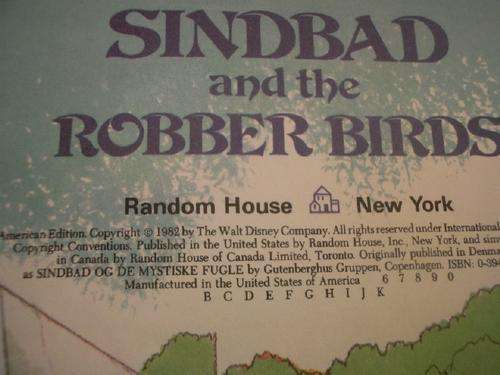 SINDBAD
and the
ROBBER BIRDS
Random House New York
American Edition. Copyright © 1982 by The Walt Disney Company. All rights reserved under International
Copyright Conventions. Published in the United States by Random House, Inc., New York, and
in Canada by Random House of Canada Limited, Toronto. Originally published in
as SINDBAD OG DE MYSTISKE FUGLE by Gutenberghus Gruppen, Copenhagen. ISBN: 0-39
Manufactured in the United States of America 6 7 8 9 0
B C D E F G H I J K